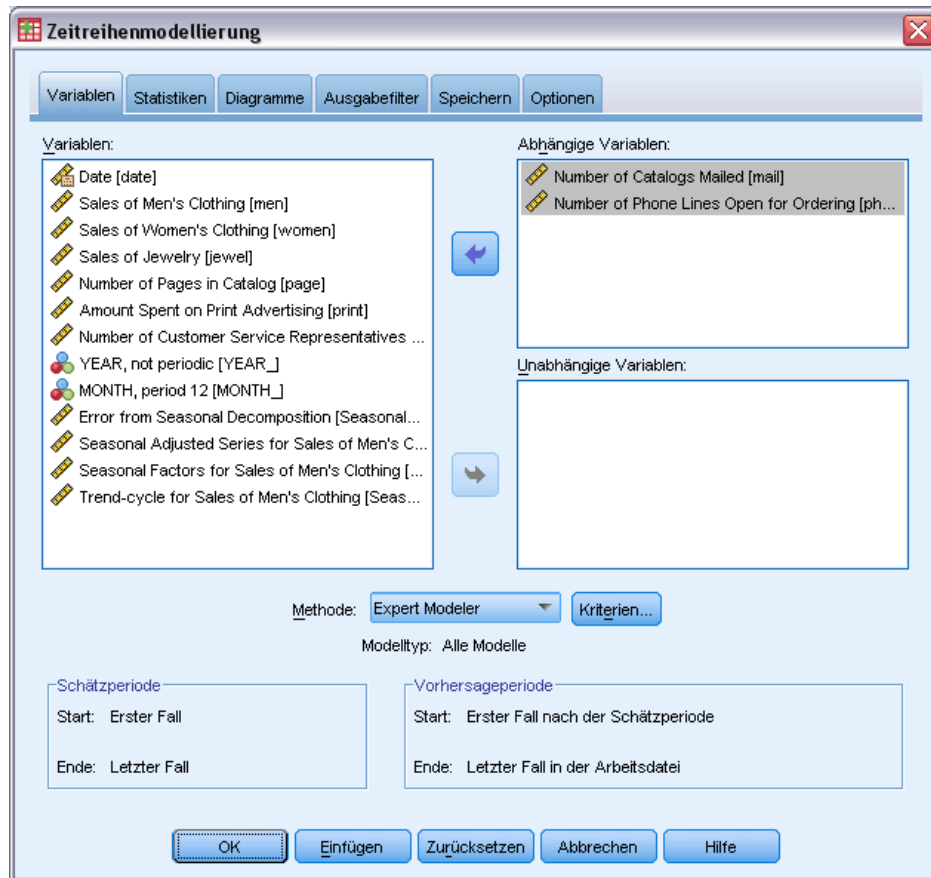 Zeitreihenmodellierung
Variablen Statistiken Diagramme Ausgabefilter Speichern Optionen
Variablen:
Date [date]
Sales of Men's Clothing [men]
Sales of Women's Clothing [women]
Sales of Jewelry [jewel]
Number of Pages in Catalog [page]
Amount Spent on Print Advertising [print]
Number of Customer Service Representatives ...
YEAR, not periodic [YEAR_]
MONTH, period 12 [MONTH_]
Error from Seasonal Decomposition [Seasonal...
Seasonal Adjusted Series for Sales of Men's C...
Seasonal Factors for Sales of Men's Clothing [...
Trend-cycle for Sales of Men's Clothing [Seas...
Abhängige Variablen:
Number of Catalogs Mailed [mail]
Number of Phone Lines Open for Ordering [ph...
Unabhängige Variablen:
Methode: Expert Modeler Kriterien...
Modelltyp: Alle Modelle
Schätzperiode
Start: Erster Fall
Ende: Letzter Fall
Vorhersageperiode
Start: Erster Fall nach der Schätzperiode
Ende: Letzter Fall in der Arbeitsdatei
OK Einfügen Zurücksetzen Abbrechen Hilfe